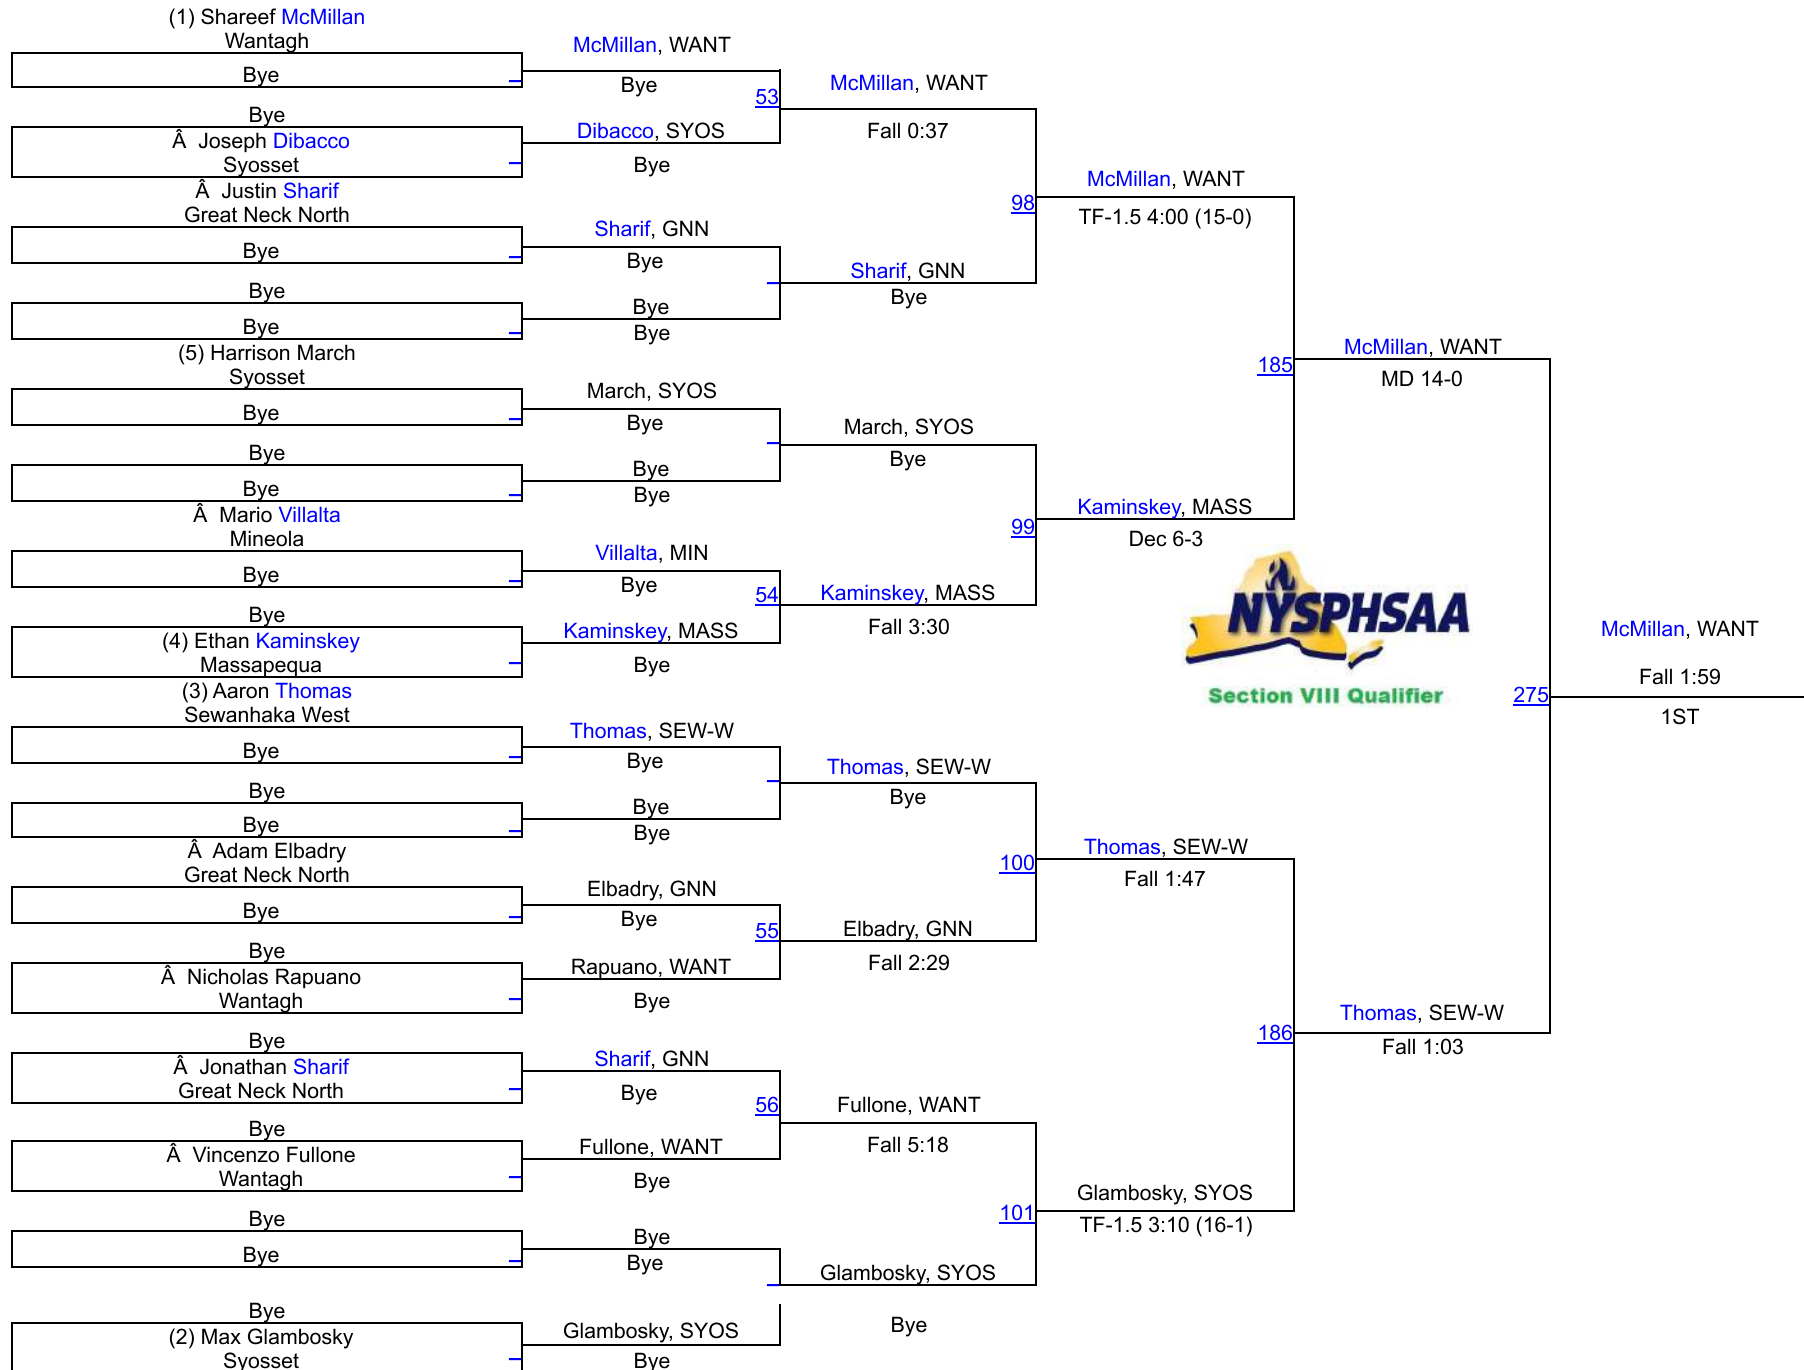 (1) Shareef McMillan
Wantagh
Bye
Bye
Â Joseph Dibacco
Syosset
Â Justin Sharif
Great Neck North
Bye
Bye
Bye
(5) Harrison March
Syosset
Bye
Bye
Bye
Â Mario Villalta
Mineola
Bye
Bye
(4) Ethan Kaminskey
Massapequa
(3) Aaron Thomas
Sewanhaka West
Bye
Bye
Bye
Â Adam Elbadry
Great Neck North
Bye
Bye
Â Nicholas Rapuano
Wantagh
Bye
Â Jonathan Sharif
Great Neck North
Bye
Â Vincenzo Fullone
Wantagh
Bye
Bye
Bye
(2) Max Glambosky
Syosset
McMillan, WANT
Bye
53
Dibacco, SYOS
Bye
Sharif, GNN
Bye
Bye
Bye
March, SYOS
Bye
Bye
Bye
Villalta, MIN
Bye
54
Kaminskey, MASS
Bye
Thomas, SEW-W
Bye
Bye
Bye
Elbadry, GNN
Bye
55
Rapuano, WANT
Bye
Sharif, GNN
Bye
56
Fullone, WANT
Bye
Bye
Bye
Glambosky, SYOS
Bye
McMillan, WANT
Fall 0:37
98
Sharif, GNN
Bye
March, SYOS
Bye
99
Kaminskey, MASS
Fall 3:30
Thomas, SEW-W
Bye
100
Elbadry, GNN
Fall 2:29
Fullone, WANT
Fall 5:18
101
Glambosky, SYOS
Bye
McMillan, WANT
TF-1.5 4:00 (15-0)
185
Kaminskey, MASS
Dec 6-3
NYSPHSAA
Section VIII Qualifier
Thomas, SEW-W
Fall 1:47
186
Glambosky, SYOS
TF-1.5 3:10 (16-1)
McMillan, WANT
MD 14-0
275
Thomas, SEW-W
Fall 1:03
McMillan, WANT
Fall 1:59
1ST